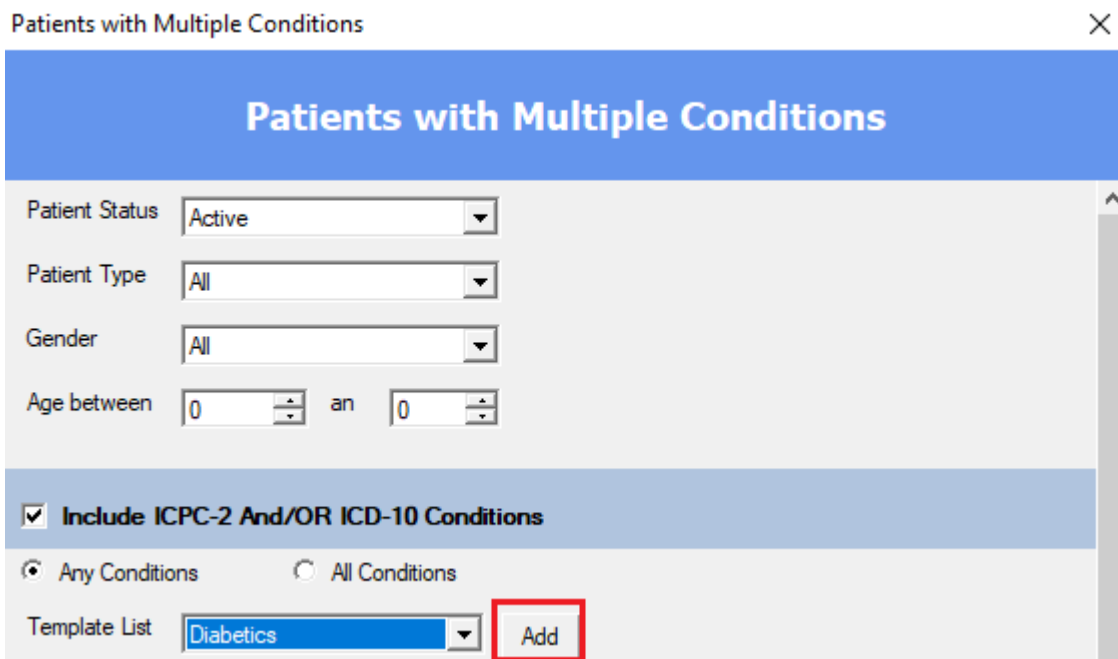 Patients with Multiple Conditions
Patients with Multiple Conditions
Patient Status Active
Patient Type All
Gender All
Age between 0 an 0
Include ICPC-2 And/OR ICD-10 Conditions
Any Conditions All Conditions
Template List Diabetics Add